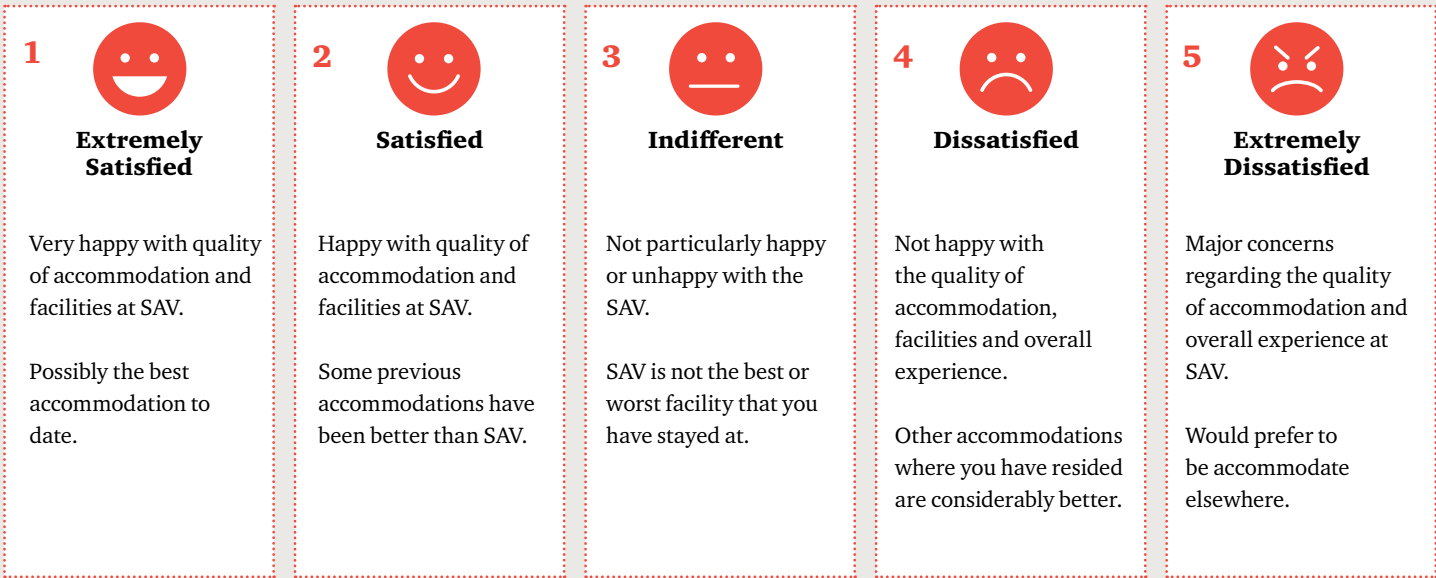 1
Extremely
Satisfied
Very happy with quality
of accommodation and
facilities at SAV.
Possibly the best
accommodation to
date.
2
Satisfied
Happy with quality of
accommodation and
facilities at SAV.
Some previous
accommodations have
been better than SAV.
3
Indifferent
Not particularly happy
or unhappy with the
SAV.
SAV is not the best or
worst facility that you
have stayed at.
4
Dissatisfied
Not happy with
the quality of
accommodation,
facilities and overall
experience.
Other accommodations
where you have resided
are considerably better.
5
Extremely
Dissatisfied
Major concerns
regarding the quality
of accommodation and
overall experience at
SAV.
Would prefer to
be accommodate
elsewhere.